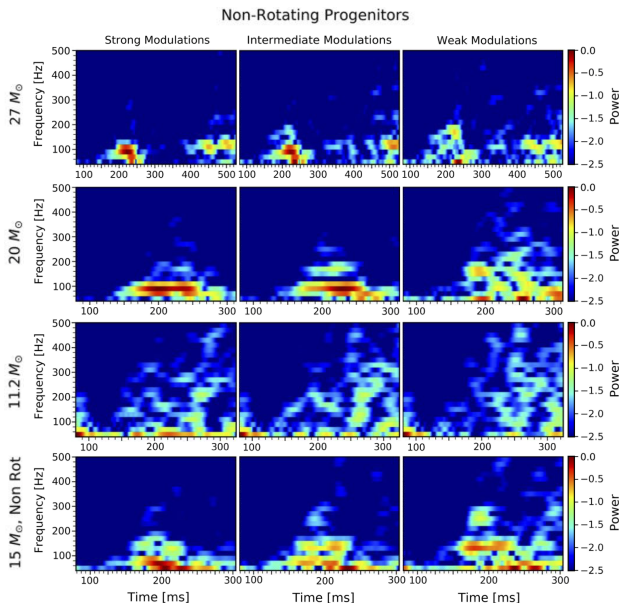 Non-Rotating Progenitors
Strong Modulations Intermediate Modulations Weak Modulations
27 M⊙
Frequency [Hz]
500
400
300
200
100
100 200 300 400 500
100 200 300 400 500
100 200 300 400 500
0.0
−0.5
−1.0
−1.5
−2.0
−2.5
Power
20 M⊙
Frequency [Hz]
500
400
300
200
100
100 200 300
100 200 300
100 200 300
0.0
−0.5
−1.0
−1.5
−2.0
−2.5
Power
11.2 M⊙
Frequency [Hz]
500
400
300
200
100
100 200 300
100 200 300
100 200 300
0.0
−0.5
−1.0
−1.5
−2.0
−2.5
Power
15 M⊙, Non Rot
Frequency [Hz]
500
400
300
200
100
100 200 300
100 200 300
100 200 300
0.0
−0.5
−1.0
−1.5
−2.0
−2.5
Power
Time [ms] Time [ms] Time [ms]